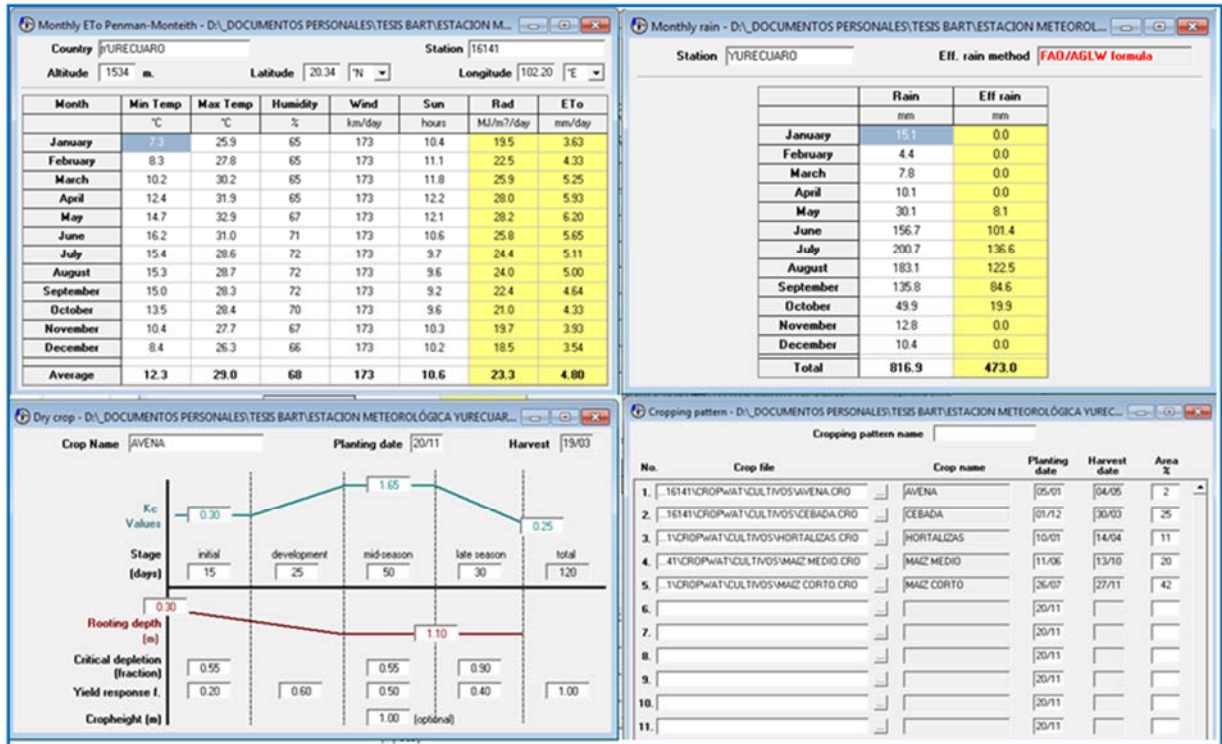 Monthly ETo Penman-Monteith - D:\_DOCUMENTOS PERSONALES\TESIS BART\ESTACION M...
Country YURECUARO Station 16141
Altitude 1534 m. Latitude 20.34 °N Longitude 102.20 °E
Month Min Temp Max Temp Humidity Wind Sun Rad ETo
°C °C % km/day hours MJ/m?/day mm/day
January 7.3 25.9 65 173 10.4 19.5 3.63
February 8.3 27.8 65 173 11.1 22.5 4.33
March 10.2 30.2 65 173 11.8 25.9 5.25
April 12.4 31.9 65 173 12.2 28.0 5.93
May 14.7 32.9 67 173 12.1 28.2 6.20
June 16.2 31.0 71 173 10.6 25.8 5.65
July 15.4 28.6 72 173 9.7 24.4 5.11
August 15.3 28.7 72 173 9.6 24.0 5.00
September 15.0 28.3 72 173 9.2 22.4 4.64
October 13.5 28.4 70 173 9.6 21.0 4.33
November 10.4 27.7 67 173 10.3 19.7 3.93
December 8.4 26.3 66 173 10.2 18.5 3.54
Average 12.3 29.0 68 173 10.6 23.3 4.80
Monthly rain - D:\_DOCUMENTOS PERSONALES\TESIS BART\ESTACION METEOROL...
Station YURECUARO Eff. rain method FAO/AGLW formula
Rain Eff rain
mm mm
January 15.1 0.0
February 4.4 0.0
March 7.8 0.0
April 10.1 0.0
May 30.1 8.1
June 156.7 101.4
July 200.7 136.6
August 183.1 122.5
September 135.8 84.6
October 49.9 19.9
November 12.8 0.0
December 10.4 0.0
Total 816.9 473.0
Dry crop - D:\_DOCUMENTOS PERSONALES\TESIS BART\ESTACION METEOROLÓGICA YURECUAR...
Crop Name AVENA Planting date 20/11 Harvest 19/03
Kc
Values
0.30 1.65 0.25
Stage initial development mid-season late season total
(days) 15 25 50 30 120
0.30
Rooting depth
(m)
1.10
Critical depletion
(fraction) 0.55 0.55 0.90
Yield response f. 0.20 0.60 0.50 0.40 1.00
Cropheight (m) 1.00 (optional)
Cropping pattern - D:\_DOCUMENTOS PERSONALES\TESIS BART\ESTACION METEOROLÓGICA YUREC...
Cropping pattern name
No. Crop file Crop name Planting date Harvest date Area %
1. ...16141\CROPWAT\CULTIVOS\AVENA.CRO ... AVENA 05/01 04/05 2
2. ...16141\CROPWAT\CULTIVOS\CEBADA.CRO ... CEBADA 01/12 30/03 25
3. ...1\CROPWAT\CULTIVOS\HORTALIZAS.CRO ... HORTALIZAS 10/01 14/04 11
4. ...41\CROPWAT\CULTIVOS\MAIZ MEDIO.CRO ... MAIZ MEDIO 11/06 13/10 20
5. ...1\CROPWAT\CULTIVOS\MAIZ CORTO.CRO ... MAIZ CORTO 26/07 27/11 42
6. ... 20/11
7. ... 20/11
8. ... 20/11
9. ... 20/11
10. ... 20/11
11. ... 20/11